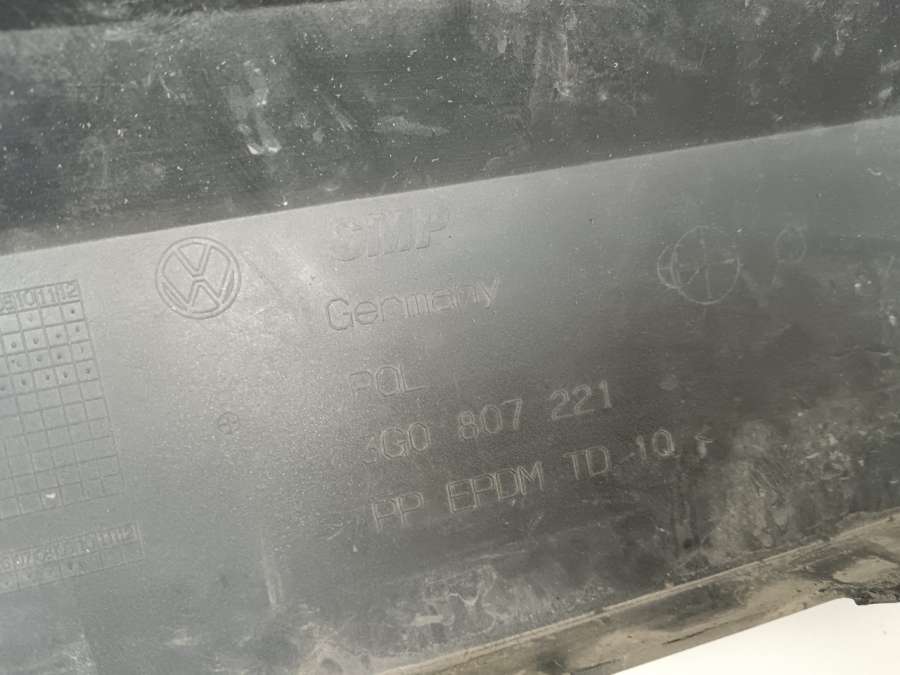 SMP
Germany
POL
3G0 807 221
PP EPDM TD 10 <